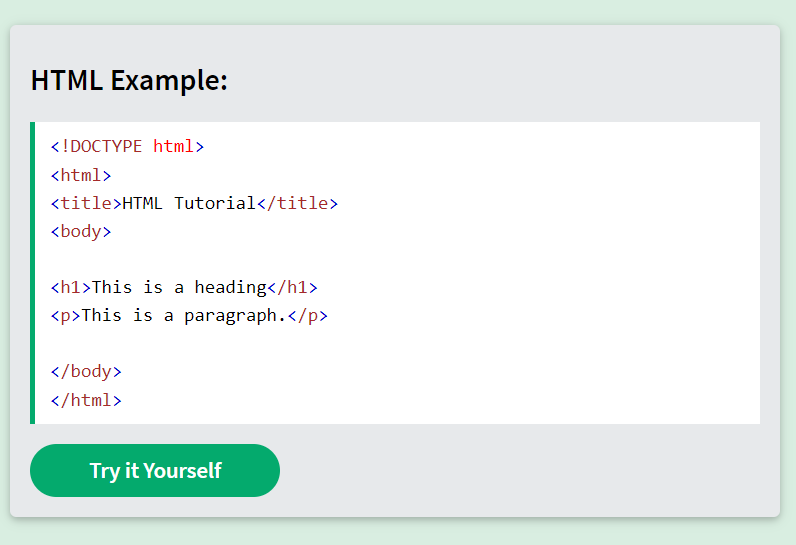 HTML Example:
<!DOCTYPE html>
<html>
<title>HTML Tutorial</title>
<body>
<h1>This is a heading</h1>
<p>This is a paragraph.</p>
</body>
</html>
Try it Yourself